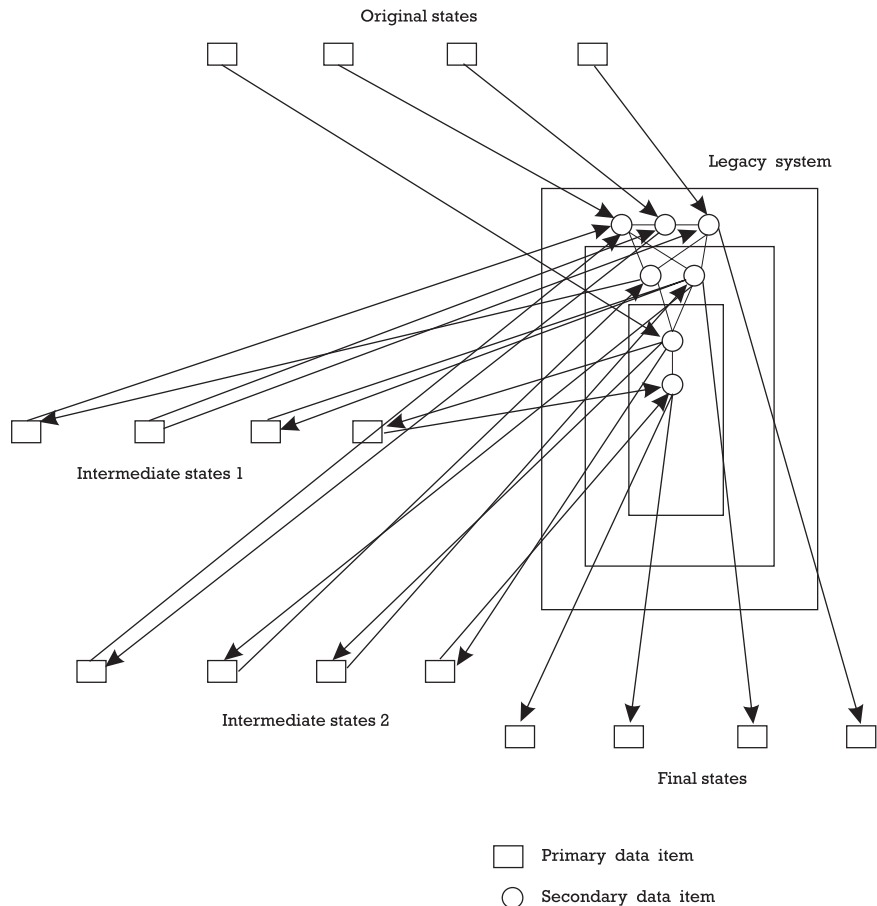 Original states
Legacy system
Intermediate states 1
Intermediate states 2
Final states
Primary data item
Secondary data item